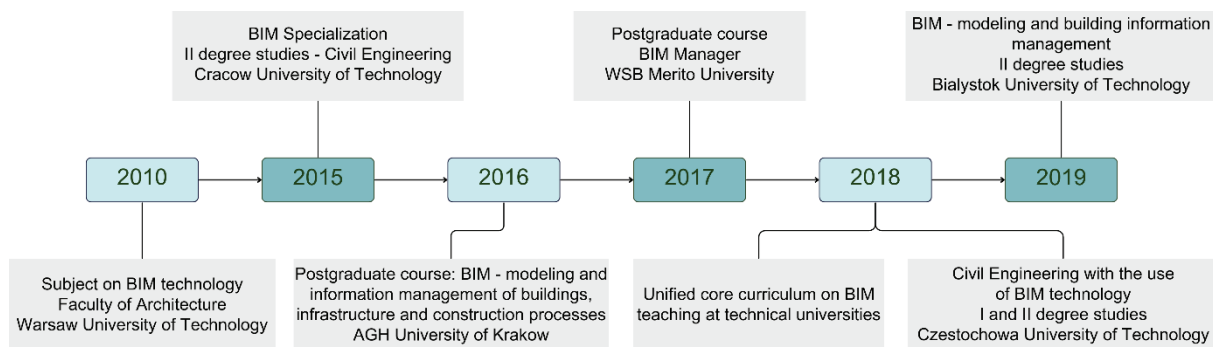 BIM Specialization
II degree studies - Civil Engineering
Cracow University of Technology
Postgraduate course
BIM Manager
WSB Merito University
BIM - modeling and building information
management
II degree studies
Bialystok University of Technology
2010
2015
2016
2017
2018
2019
Subject on BIM technology
Faculty of Architecture
Warsaw University of Technology
Postgraduate course: BIM - modeling and
information management of buildings,
infrastructure and construction processes
AGH University of Krakow
Unified core curriculum on BIM
teaching at technical universities
Civil Engineering with the use
of BIM technology
I and II degree studies
Czestochowa University of Technology